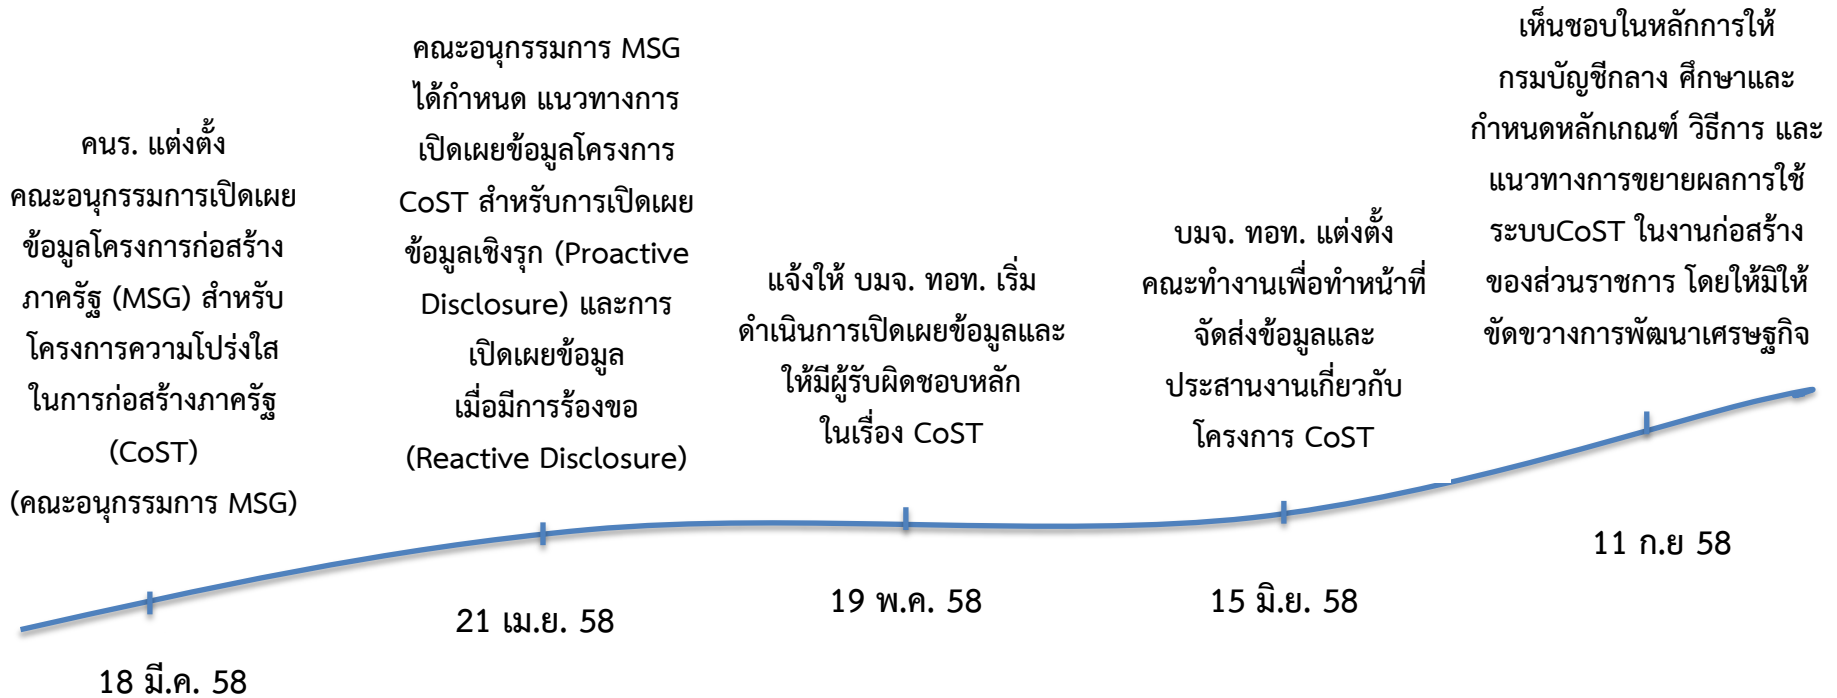 คนร. แต่งตั้ง
คณะอนุกรรมการเปิดเผย
ข้อมูลโครงการก่อสร้าง
ภาครัฐ (MSG) สำหรับ
โครงการความโปร่งใส
ในการก่อสร้างภาครัฐ
(CoST)
(คณะอนุกรรมการ MSG)
18 มี.ค. 58
คณะอนุกรรมการ MSG
ได้กำหนด แนวทางการ
เปิดเผยข้อมูลโครงการ
CoST สำหรับการเปิดเผย
ข้อมูลเชิงรุก (Proactive
Disclosure) และการ
เปิดเผยข้อมูล
เมื่อมีการร้องขอ
(Reactive Disclosure)
21 เม.ย. 58
แจ้งให้ บมจ. ทอท. เริ่ม
ดำเนินการเปิดเผยข้อมูลและ
ให้มีผู้รับผิดชอบหลัก
ในเรื่อง CoST
19 พ.ค. 58
บมจ. ทอท. แต่งตั้ง
คณะทำงานเพื่อทำหน้าที่
จัดส่งข้อมูลและ
ประสานงานเกี่ยวกับ
โครงการ CoST
15 มิ.ย. 58
เห็นชอบในหลักการให้
กรมบัญชีกลาง ศึกษาและ
กำหนดหลักเกณฑ์ วิธีการ และ
แนวทางการขยายผลการใช้
ระบบCoST ในงานก่อสร้าง
ของส่วนราชการ โดยให้มิให้
ขัดขวางการพัฒนาเศรษฐกิจ
11 ก.ย 58